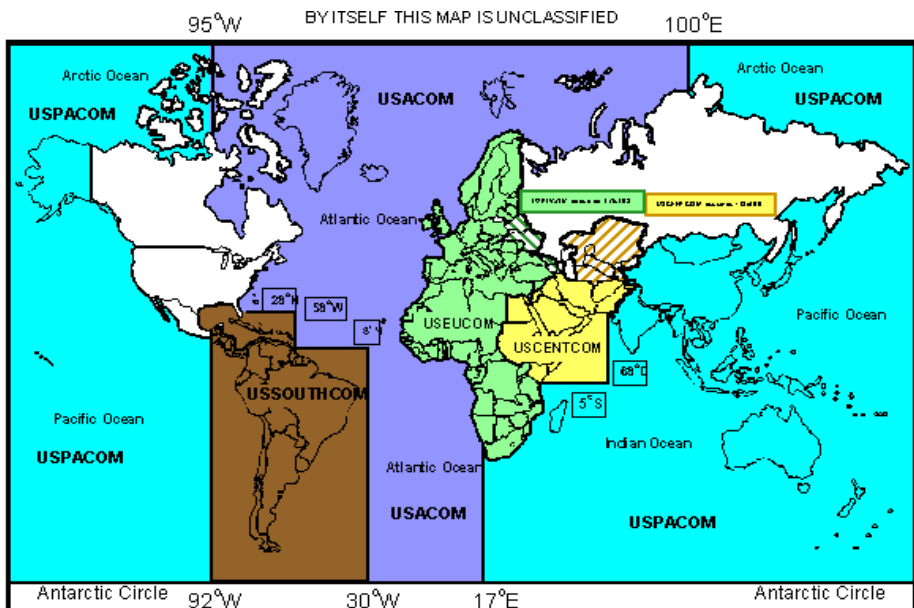 BY ITSELF THIS MAP IS UNCLASSIFIED
95°W
100°E
Arctic Ocean
Arctic Ocean
USPACOM
USACOM
USPACOM
Atlantic Ocean
28°N
58°W
8°N
USEUCOM
USCENTCOM
Pacific Ocean
68°E
USSOUTHCOM
5°S
Pacific Ocean
Indian Ocean
USPACOM
Atlantic Ocean
USACOM
USPACOM
Antarctic Circle
92°W
30°W
17°E
Antarctic Circle